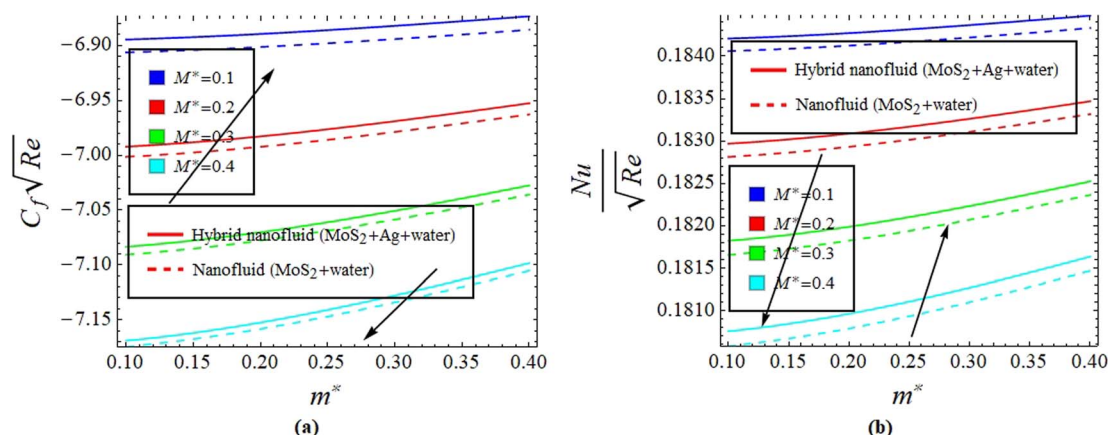 C_f√Re
-6.90
-6.95
-7.00
-7.05
-7.10
-7.15
M*=0.1
M*=0.2
M*=0.3
M*=0.4
Hybrid nanofluid (MoS₂+Ag+water)
Nanofluid (MoS₂+water)
0.10 0.15 0.20 0.25 0.30 0.35 0.40
m*
(a)
Nu
√Re
0.1840
0.1835
0.1830
0.1825
0.1820
0.1815
0.1810
Hybrid nanofluid (MoS₂+Ag+water)
Nanofluid (MoS₂+water)
M*=0.1
M*=0.2
M*=0.3
M*=0.4
0.10 0.15 0.20 0.25 0.30 0.35 0.40
m*
(b)